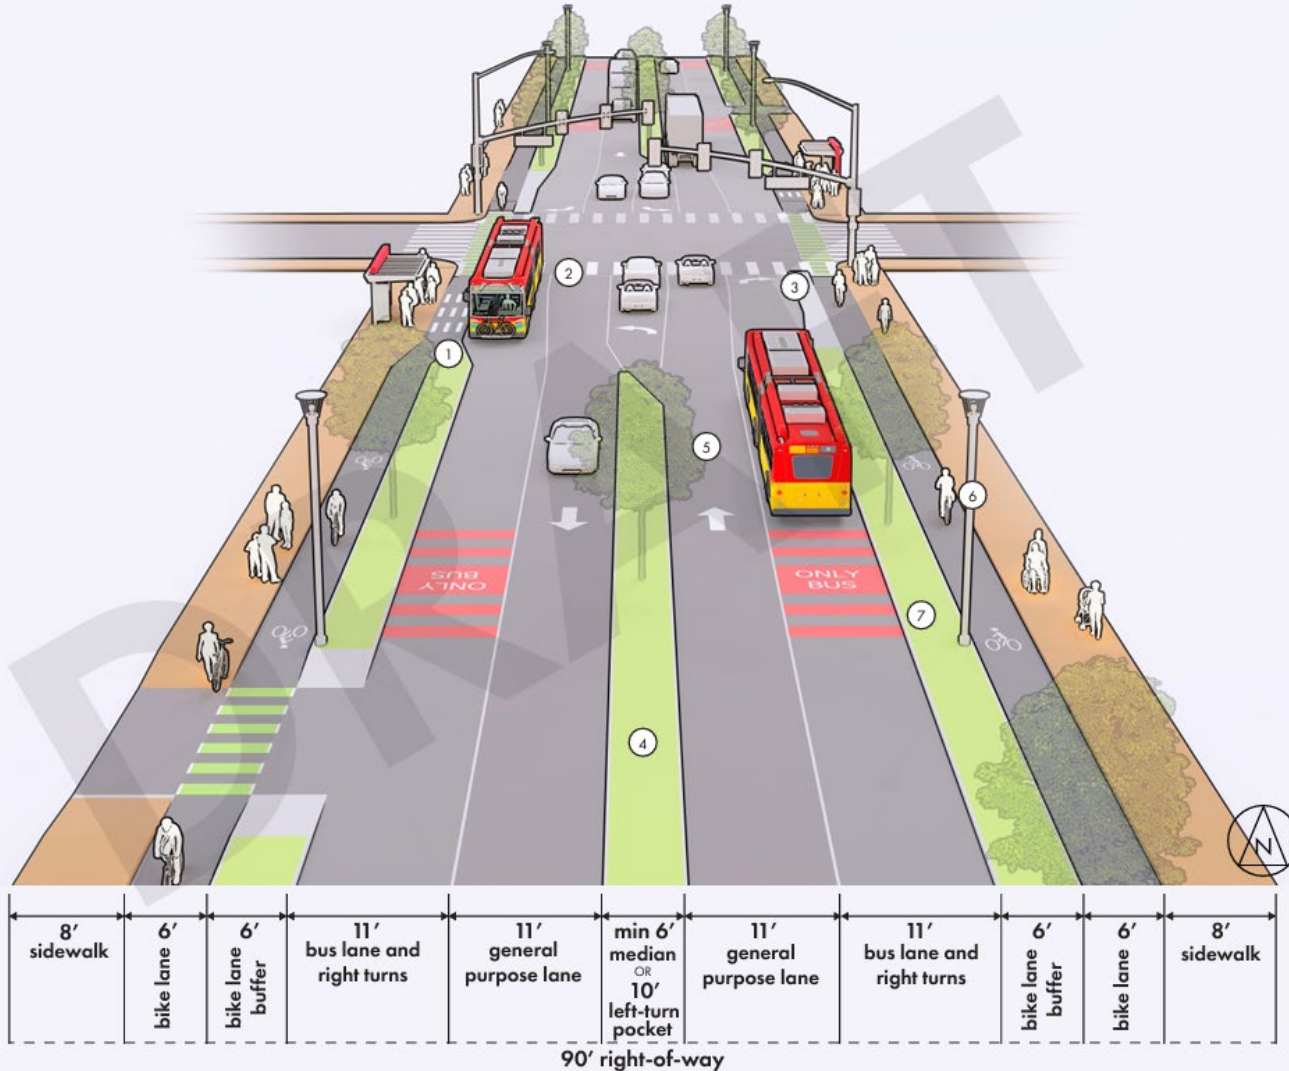 DRAFT
2
3
1
5
6
ONLY
BUS
ONLY
BUS
7
4
N
8’
sidewalk
6’
bike lane
6’
bike lane
buffer
11’
bus lane and
right turns
11’
general
purpose lane
min 6’
median
OR
10’
left-turn
pocket
11’
general
purpose lane
11’
bus lane and
right turns
6’
bike lane
buffer
6’
bike lane
8’
sidewalk
90’ right-of-way